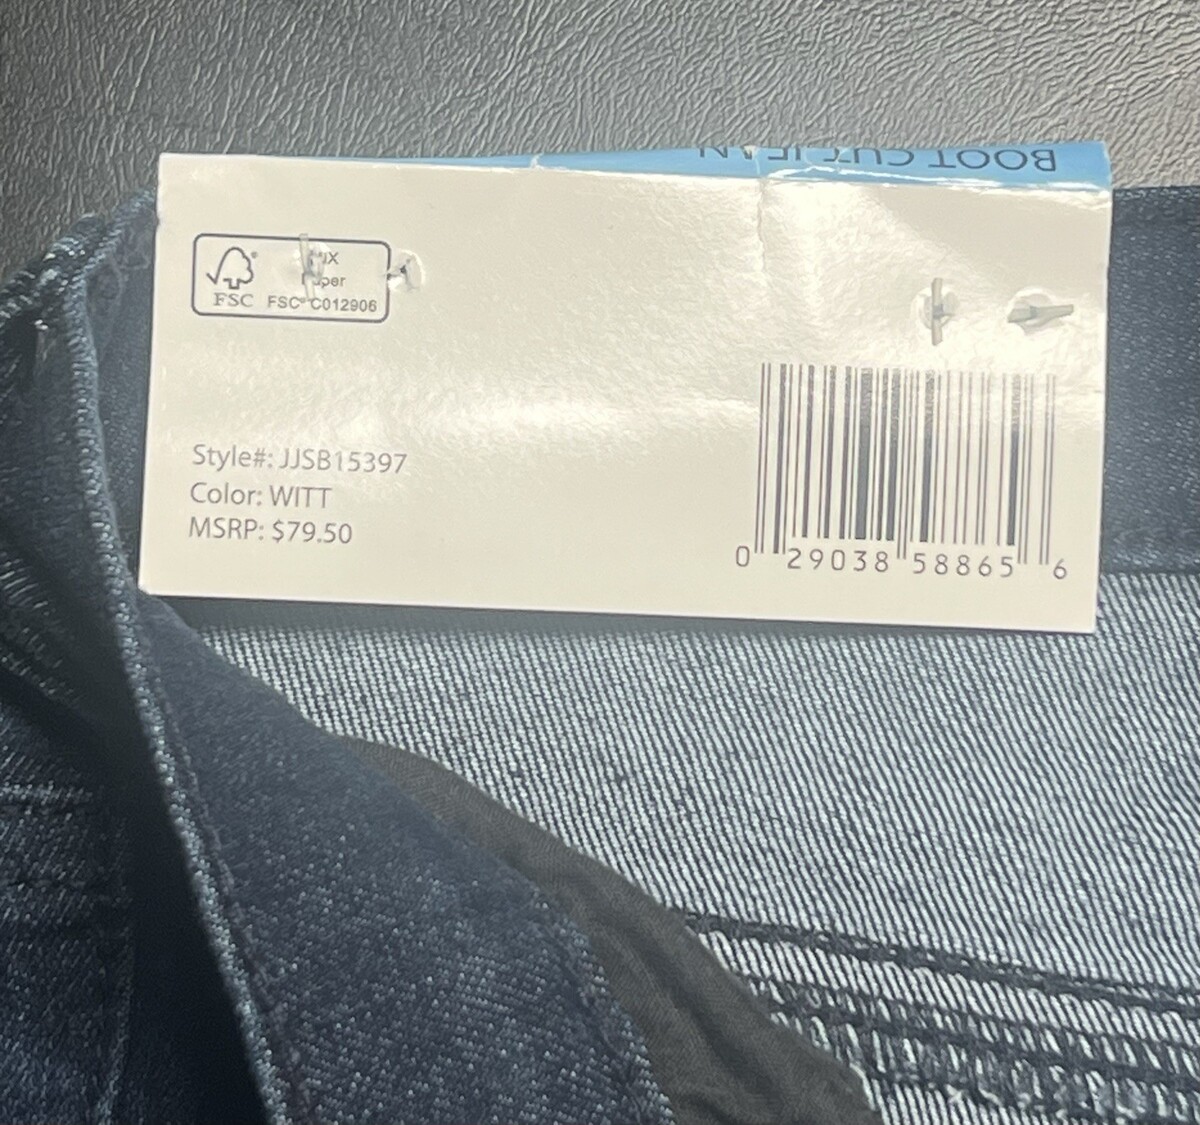 BOOT CUT JEAN
FSC
FSC® C012906
Style#: JJSB15397
Color: WITT
MSRP: $79.50
0 29038 58865 6